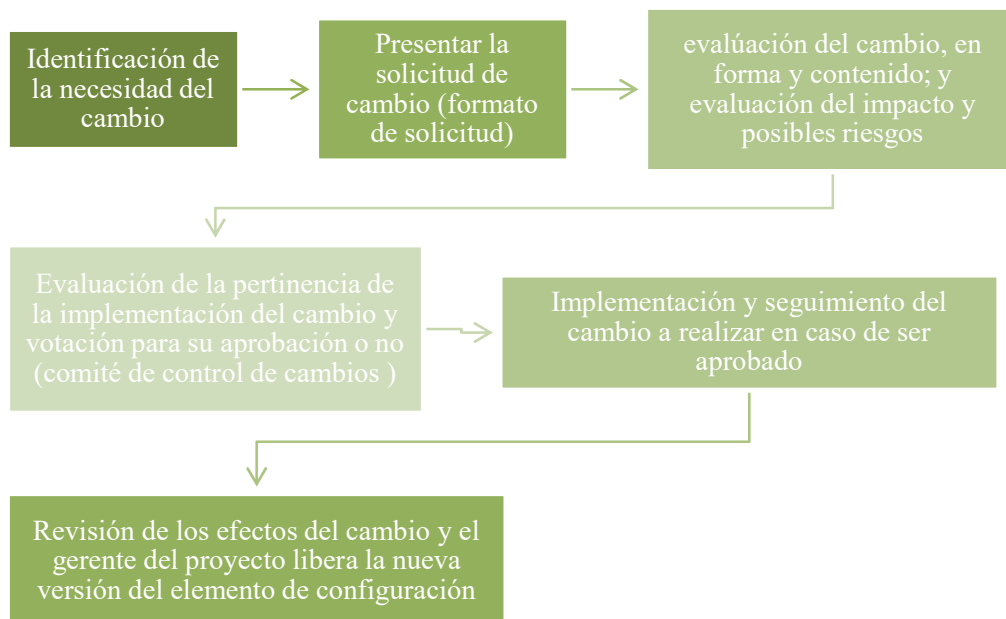 Identificación de
la necesidad del
cambio
Presentar la
solicitud de
cambio (formato
de solicitud)
evalúación del cambio, en
forma y contenido; y
evaluación del impacto y
posibles riesgos
Evaluación de la pertinencia de
la implementación del cambio y
votación para su aprobación o no
(comité de control de cambios )
Implementación y seguimiento del
cambio a realizar en caso de ser
aprobado
Revisión de los efectos del cambio y el
gerente del proyecto libera la nueva
versión del elemento de configuración